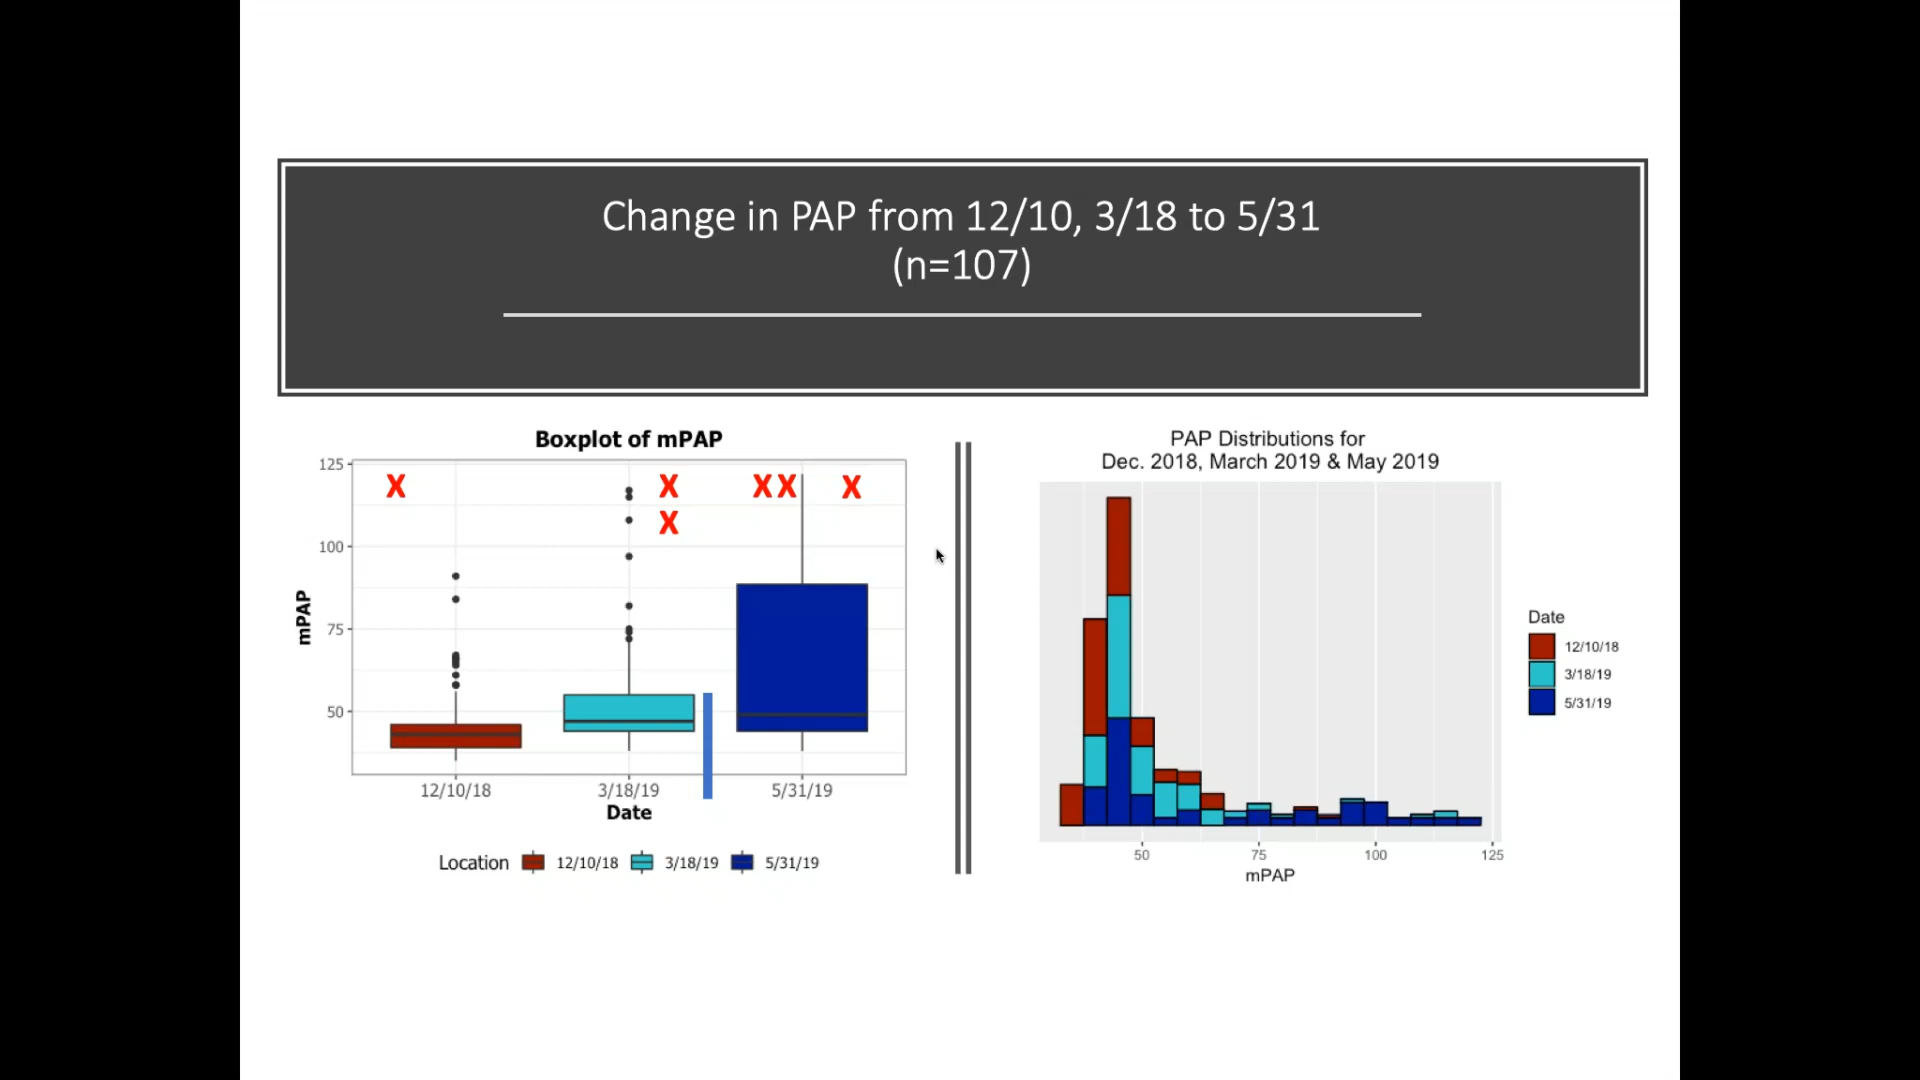 Change in PAP from 12/10, 3/18 to 5/31
(n=107)
Boxplot of mPAP
125
100
75
50
mPAP
X
X
X
X X
X
12/10/18
3/18/19
5/31/19
Date
Location 12/10/18 3/18/19 5/31/19
PAP Distributions for
Dec. 2018, March 2019 & May 2019
50
75
100
125
mPAP
Date
12/10/18
3/18/19
5/31/19